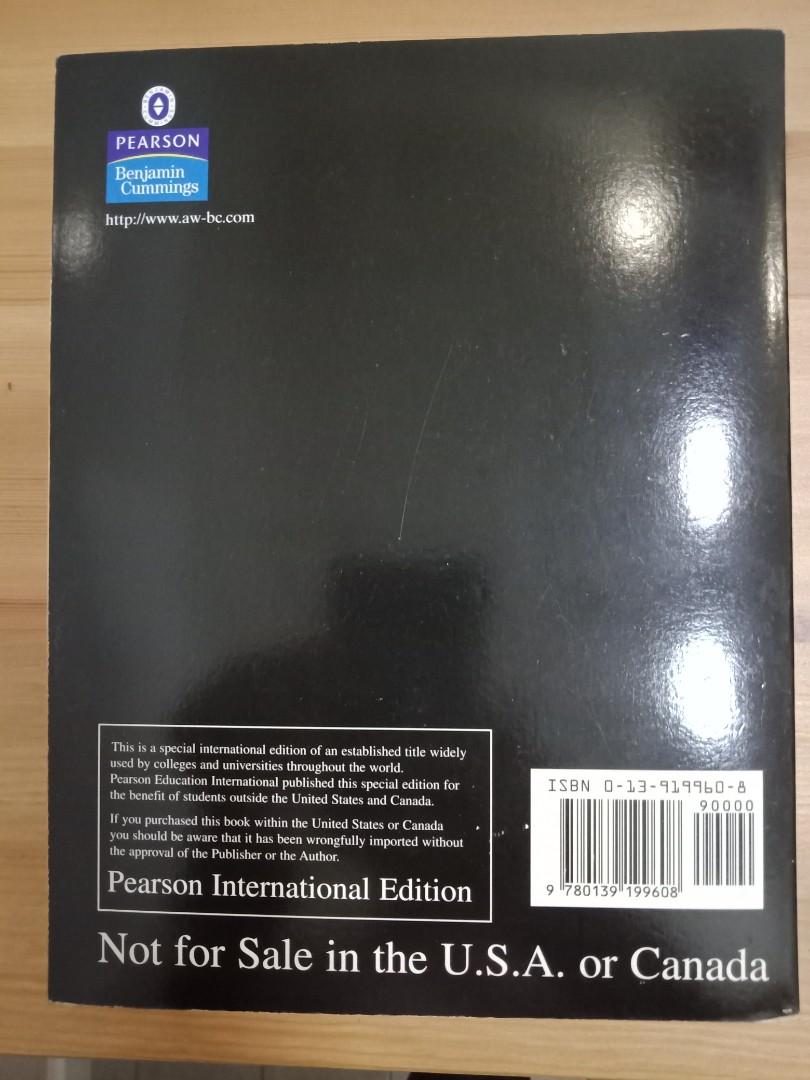 PEARSON
Benjamin
Cummings
http://www.aw-bc.com
This is a special international edition of an established title widely
used by colleges and universities throughout the world.
Pearson Education International published this special edition for
the benefit of students outside the United States and Canada.
If you purchased this book within the United States or Canada
you should be aware that it has been wrongfully imported without
the approval of the Publisher or the Author.
Pearson International Edition
ISBN 0-13-919960-8
90000
9 780139 199608
Not for Sale in the U.S.A. or Canada